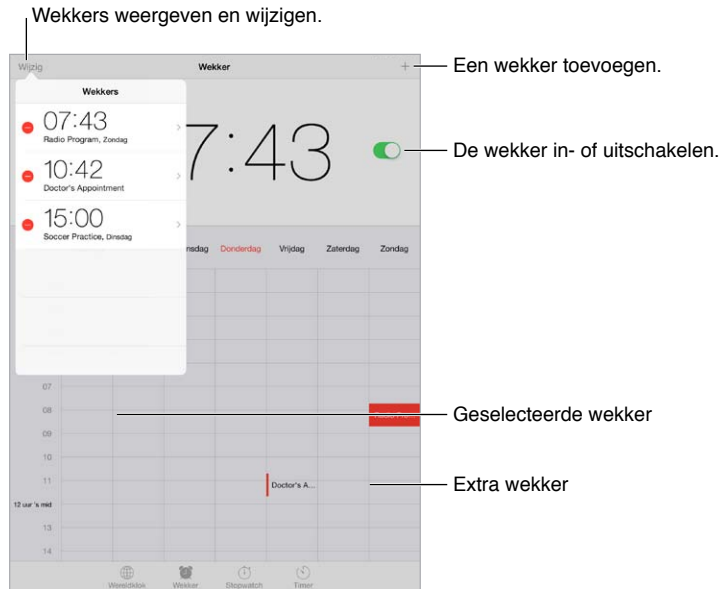 Wekkers weergeven en wijzigen.
Wijzig
Wekker
+
Een wekker toevoegen.
Wekkers
07:43
Radio Program, Zondag
7:43
De wekker in- of uitschakelen.
10:42
Doctor's Appointment
15:00
Soccer Practice, Dinsdag
nsdag Donderdag Vrijdag Zaterdag Zondag
07
08
Geselecteerde wekker
09
10
11
Doctor's A...
Extra wekker
12 uur 's mid
13
14
Wereldklok Wekker Stopwatch Timer